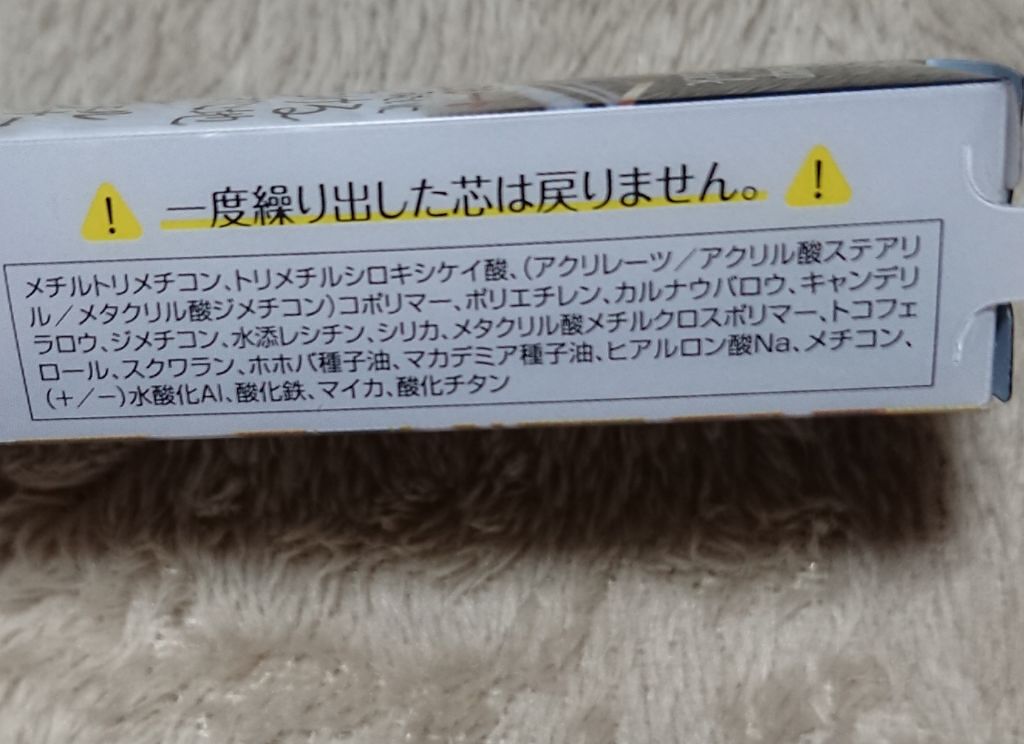 一度繰り出した芯は戻りません。
メチルトリメチコン、トリメチルシロキシケイ酸、(アクリレーツ/アクリル酸ステアリ
ル/メタクリル酸ジメチコン)コポリマー、ポリエチレン、カルナウバロウ、キャンデリ
ラロウ、ジメチコン、水添レシチン、シリカ、メタクリル酸メチルクロスポリマー、トコフェ
ロール、スクワラン、ホホバ種子油、マカデミア種子油、ヒアルロン酸Na、メチコン、
(+/−)水酸化Al、酸化鉄、マイカ、酸化チタン